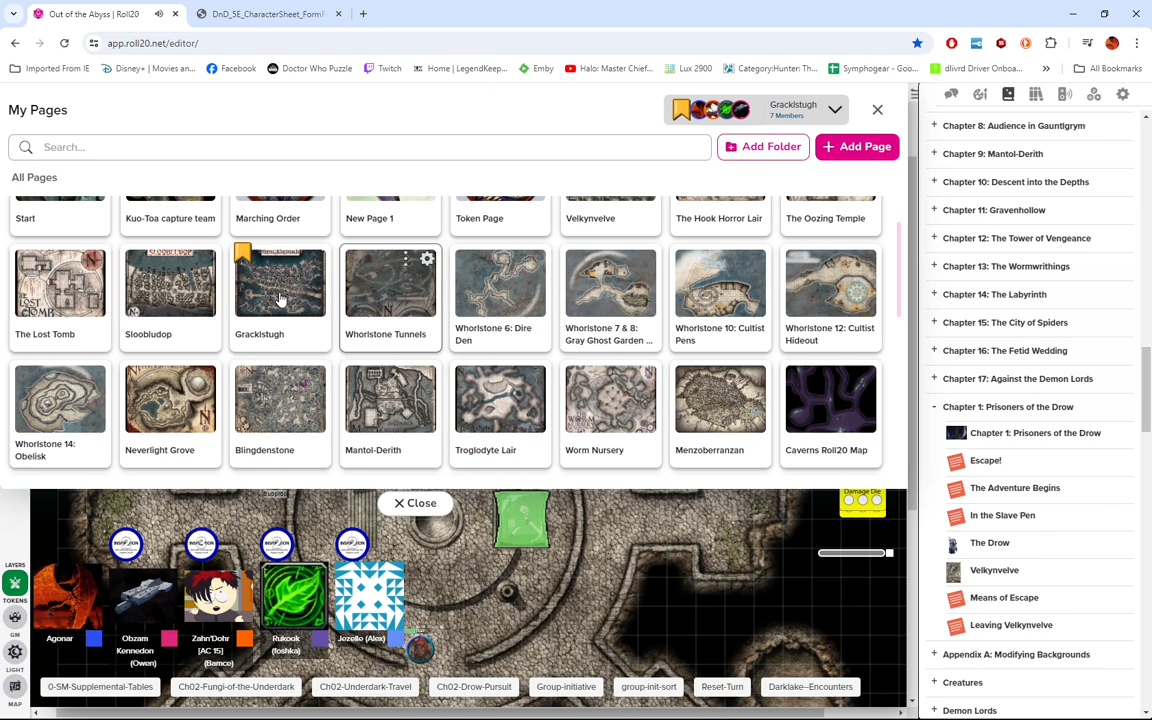 Out of the Abyss | Roll20
DnD_5E_CharacterSheet_FormF
app.roll20.net/editor/
Imported From IE
Disney+ | Movies an...
Facebook
Doctor Who Puzzle
Twitch
Home | LegendKeep...
Emby
Halo: Master Chief...
Lux 2900
Category:Hunter: Th...
Symphogear - Goo...
dlivrd Driver Onboa...
All Bookmarks
My Pages
Gracklstugh
7 Members
Search...
Add Folder
Add Page
All Pages
Start
Kuo-Toa capture team
Marching Order
New Page 1
Token Page
Velkynvelve
The Hook Horror Lair
The Oozing Temple
The Lost Tomb
Sloobludop
Gracklstugh
Whorlstone Tunnels
Whorlstone 6: Dire
Den
Whorlstone 7 & 8:
Gray Ghost Garden ...
Whorlstone 10: Cultist
Pens
Whorlstone 12: Cultist
Hideout
Whorlstone 14:
Obelisk
Neverlight Grove
Blingdenstone
Mantol-Derith
Troglodyte Lair
Worm Nursery
Menzoberranzan
Caverns Roll20 Map
Close
Damage Die
LAYERS
TOKENS
GM
LIGHT
MAP
INSPIRATION
INSPIRATION
INSPIRATION
INSPIRATION
Agonar
Obzam
Kennedon
(Owen)
Zahn'Dohr
[AC 15]
(Bamco)
Rukook
(foshka)
Jezelle (Alex)
0-SM-Supplemental-Tables
Ch02-Fungi-of-the-Underdark
Ch02-Underdark-Travel
Ch02-Drow-Pursuit
Group-initiative
group-init-sort
Reset-Turn
Darklake--Encounters
Chapter 8: Audience in Gauntlgrym
Chapter 9: Mantol-Derith
Chapter 10: Descent into the Depths
Chapter 11: Gravenhollow
Chapter 12: The Tower of Vengeance
Chapter 13: The Wormwrithings
Chapter 14: The Labyrinth
Chapter 15: The City of Spiders
Chapter 16: The Fetid Wedding
Chapter 17: Against the Demon Lords
Chapter 1: Prisoners of the Drow
Chapter 1: Prisoners of the Drow
Escape!
The Adventure Begins
In the Slave Pen
The Drow
Velkynvelve
Means of Escape
Leaving Velkynvelve
Appendix A: Modifying Backgrounds
Creatures
Demon Lords